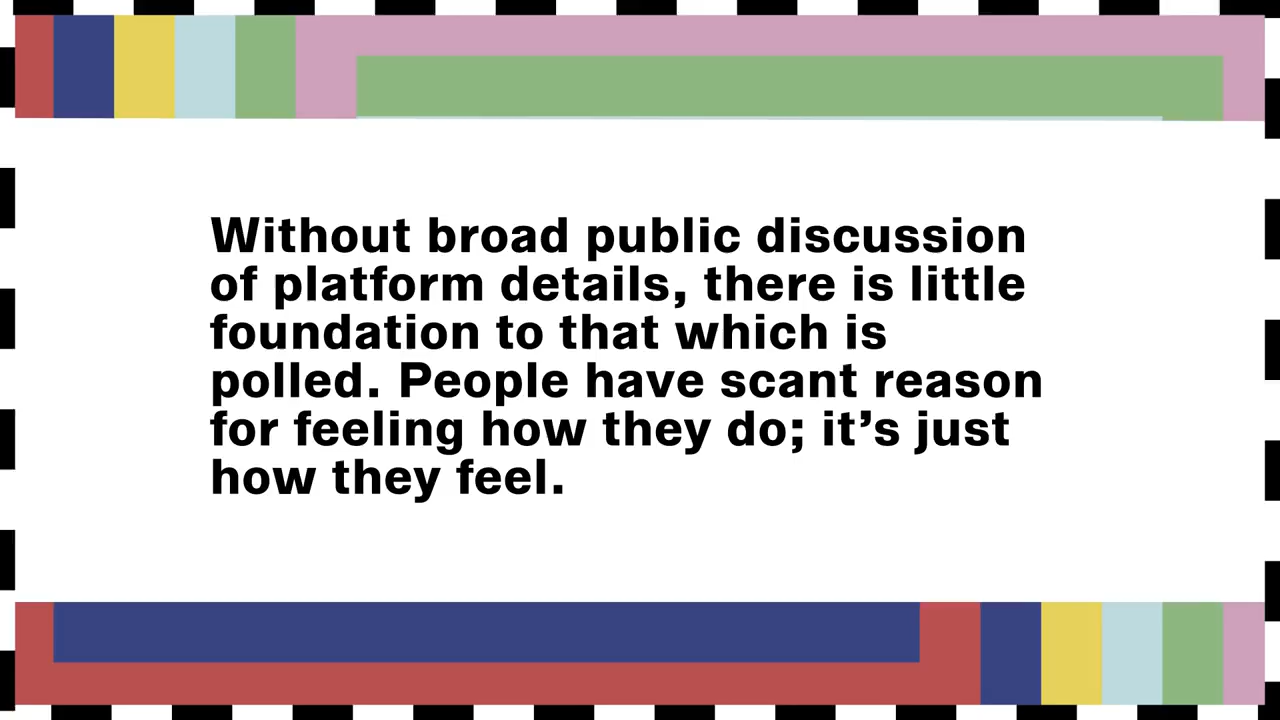 Without broad public discussion
of platform details, there is little
foundation to that which is
polled. People have scant reason
for feeling how they do; it’s just
how they feel.